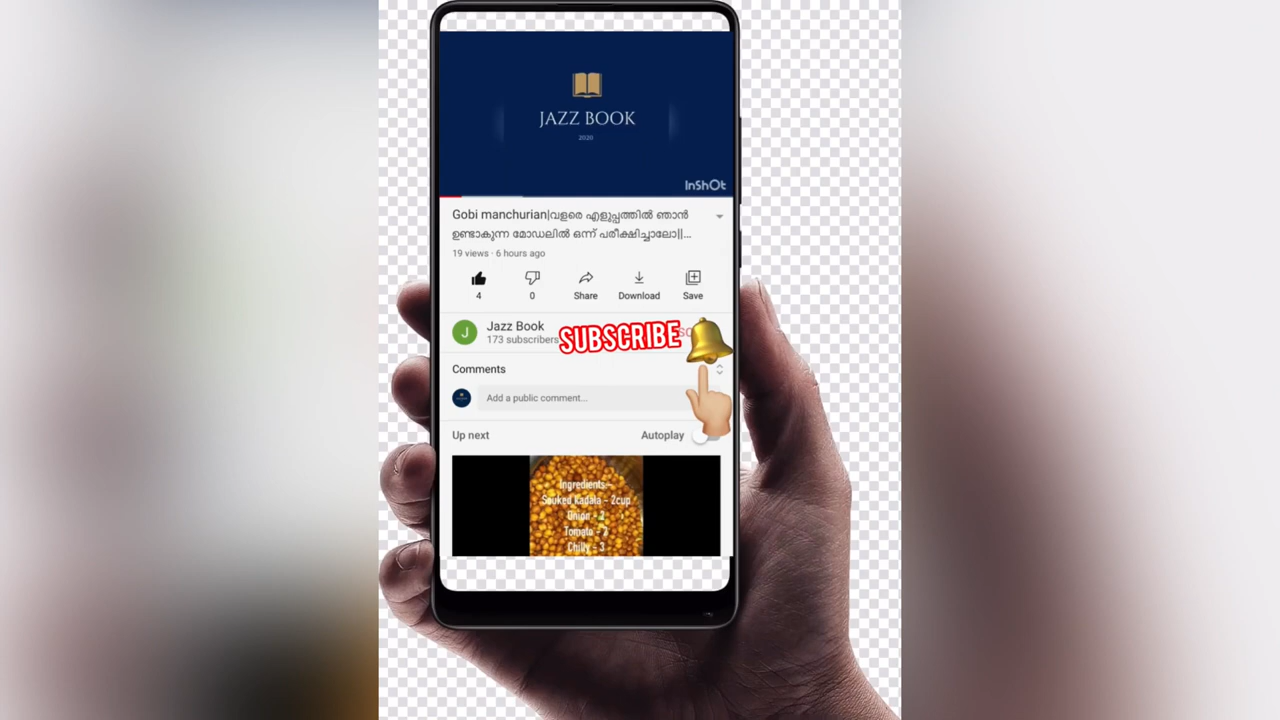 JAZZ BOOK
2020
InShOt
Gobi manchurian|വളരെ എളുപ്പത്തിൽ ഞാൻ
ഉണ്ടാകുന്ന മോഡലിൽ ഒന്ന് പരീക്ഷിച്ചാലോ||...
19 views · 6 hours ago
4
0
Share
Download
Save
J
Jazz Book
173 subscribers
SUBSCRIBE
Comments
Add a public comment...
Up next
Autoplay
Ingredients:-
Souked kadala - 2cup
Onion - 2
Tomato - 2
Chilly - 3